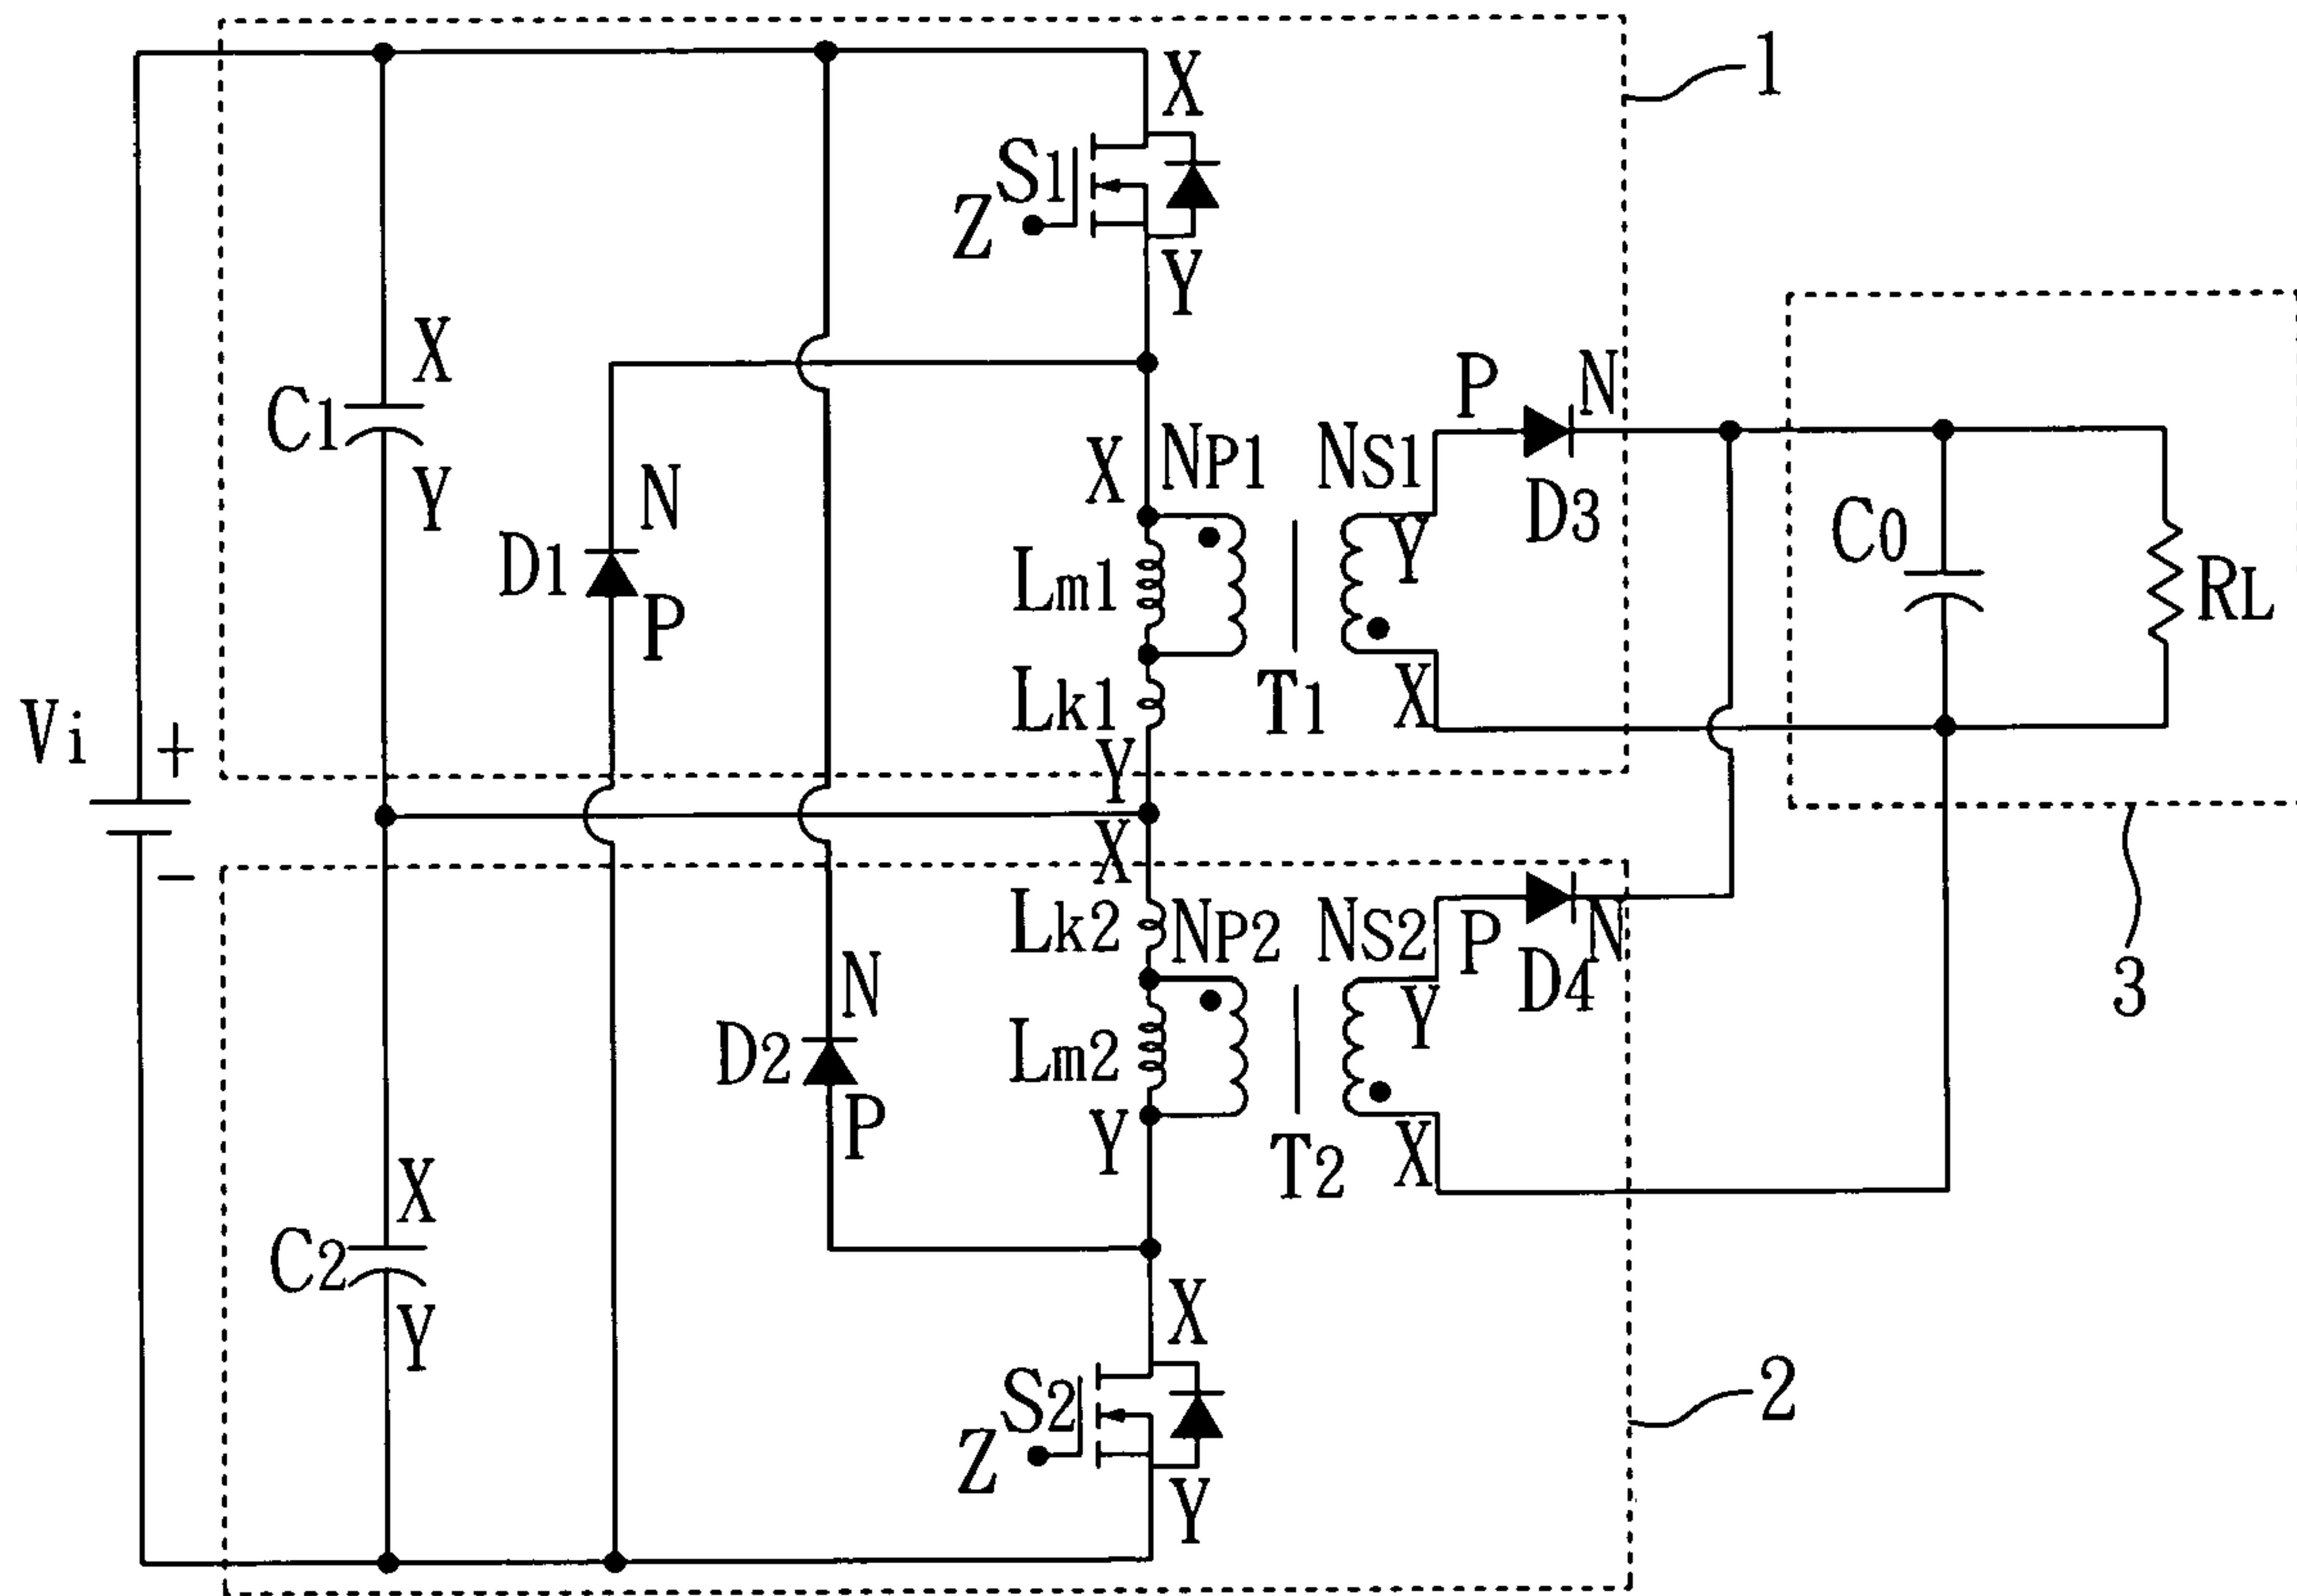 X
1
S1
Z
Y
X
C1
Y
P
N
X
NP1
NS1
D3
Y
N
D1
P
Lm1
C0
RL
Lk1
T1
X
Vi
+
Y
X
-
Lk2
NP2
NS2
P
D4
N
3
N
D2
P
Lm2
Y
Y
T2
X
X
C2
Y
X
S2
Z
Y
2